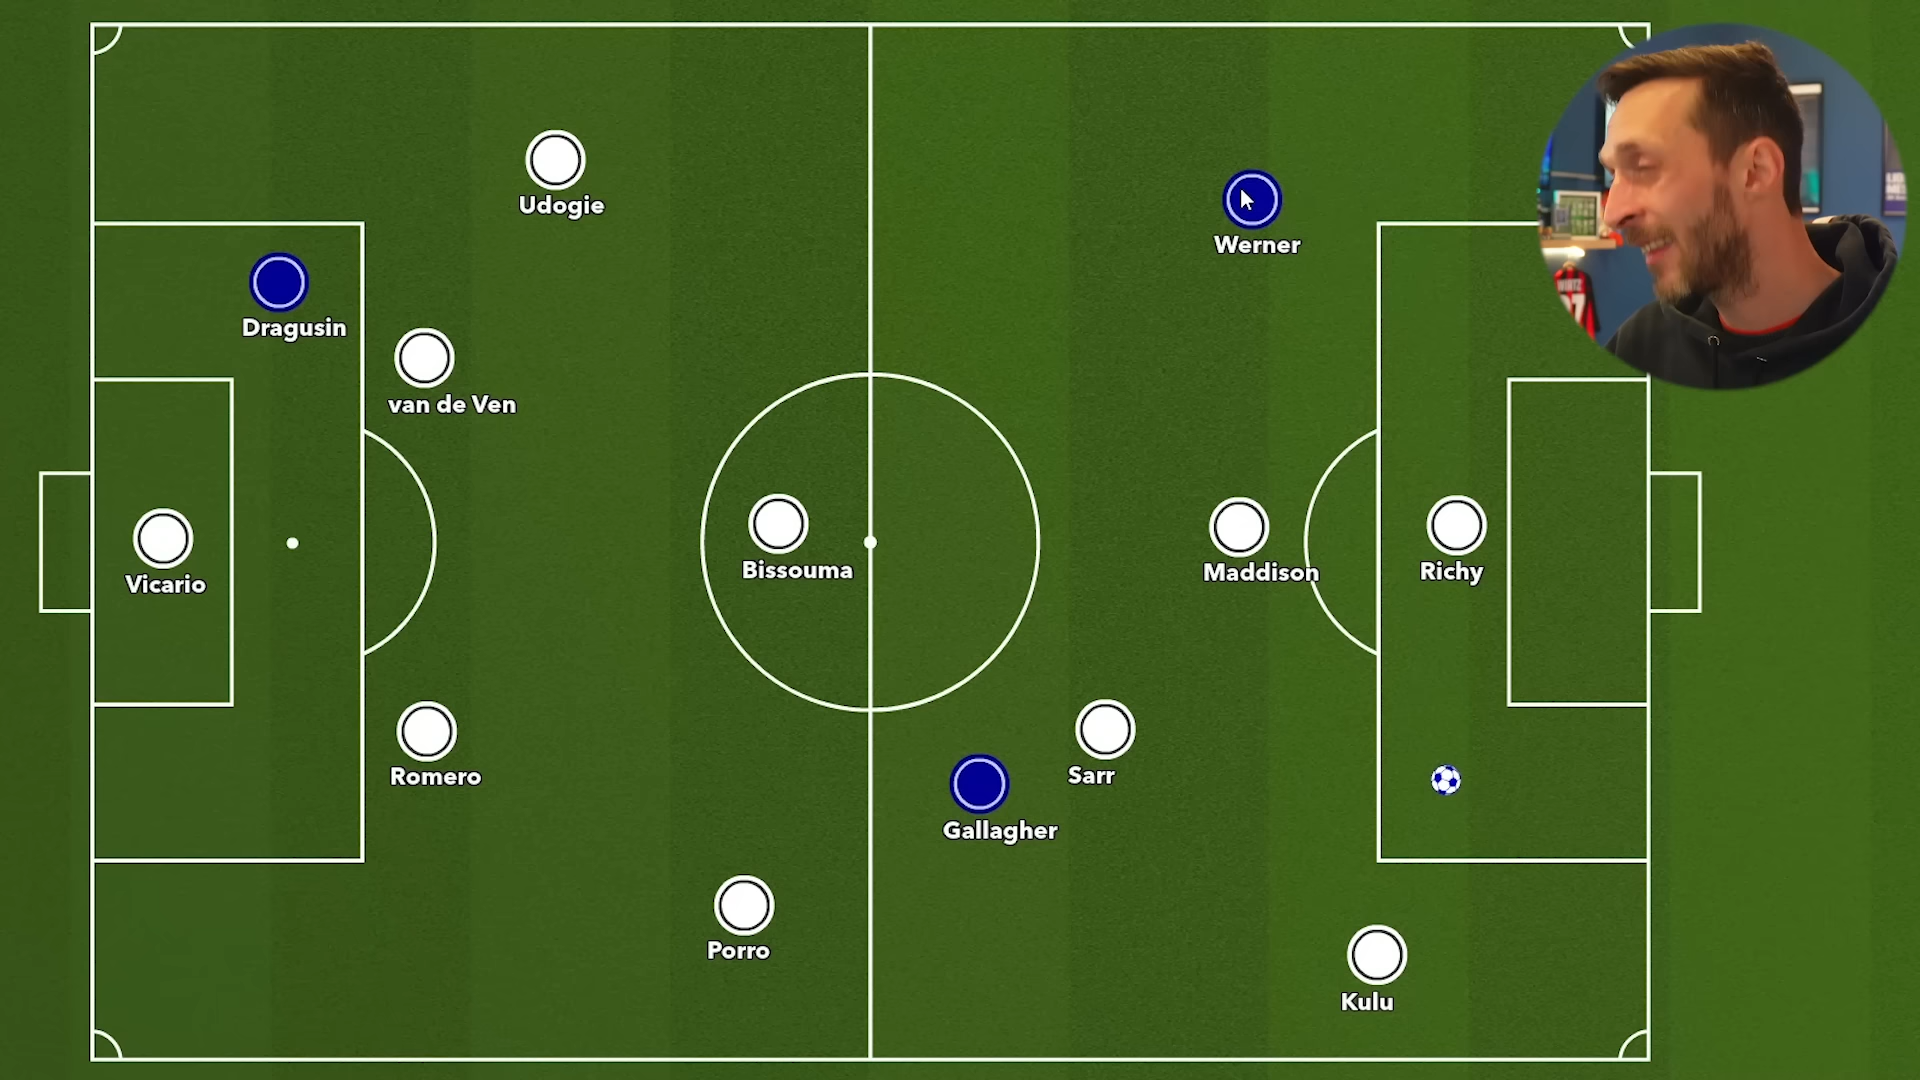 Udogie
Werner
Dragusin
van de Ven
Vicario
Bissouma
Maddison
Richy
Romero
Sarr
Gallagher
Porro
Kulu